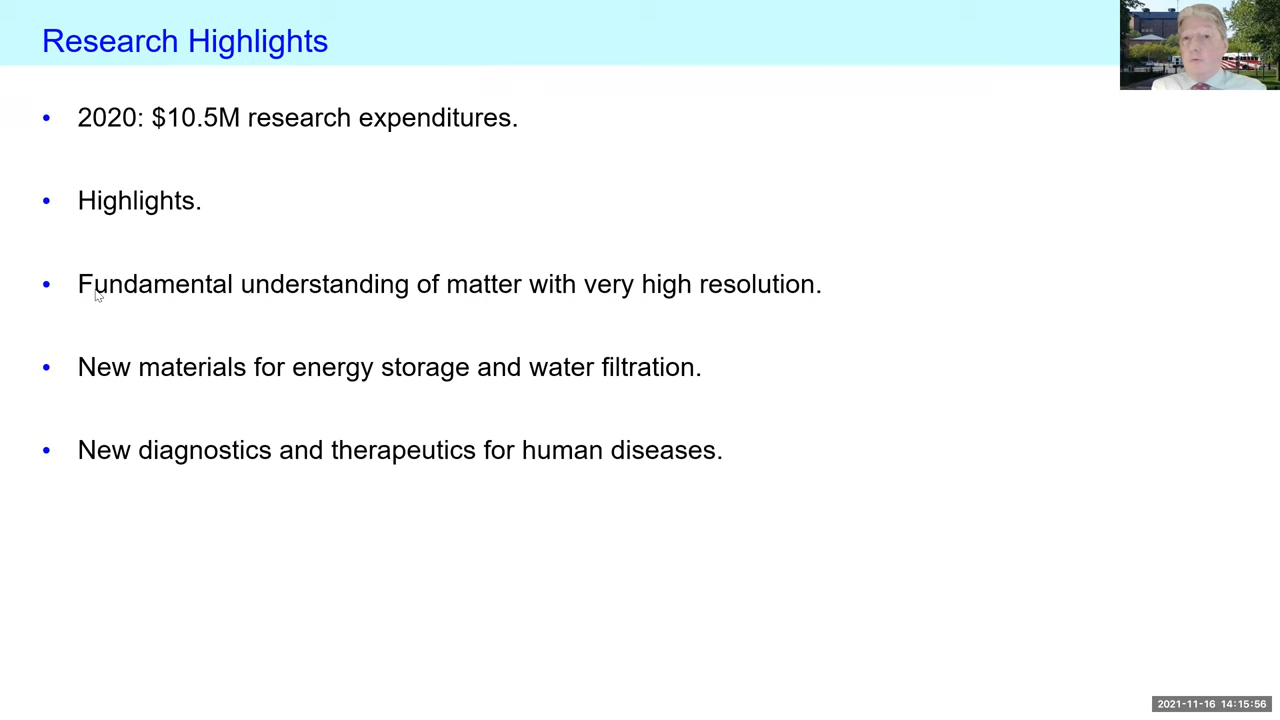 Research Highlights
• 2020: $10.5M research expenditures.
• Highlights.
• Fundamental understanding of matter with very high resolution.
• New materials for energy storage and water filtration.
• New diagnostics and therapeutics for human diseases.
2021-11-16 14:15:56